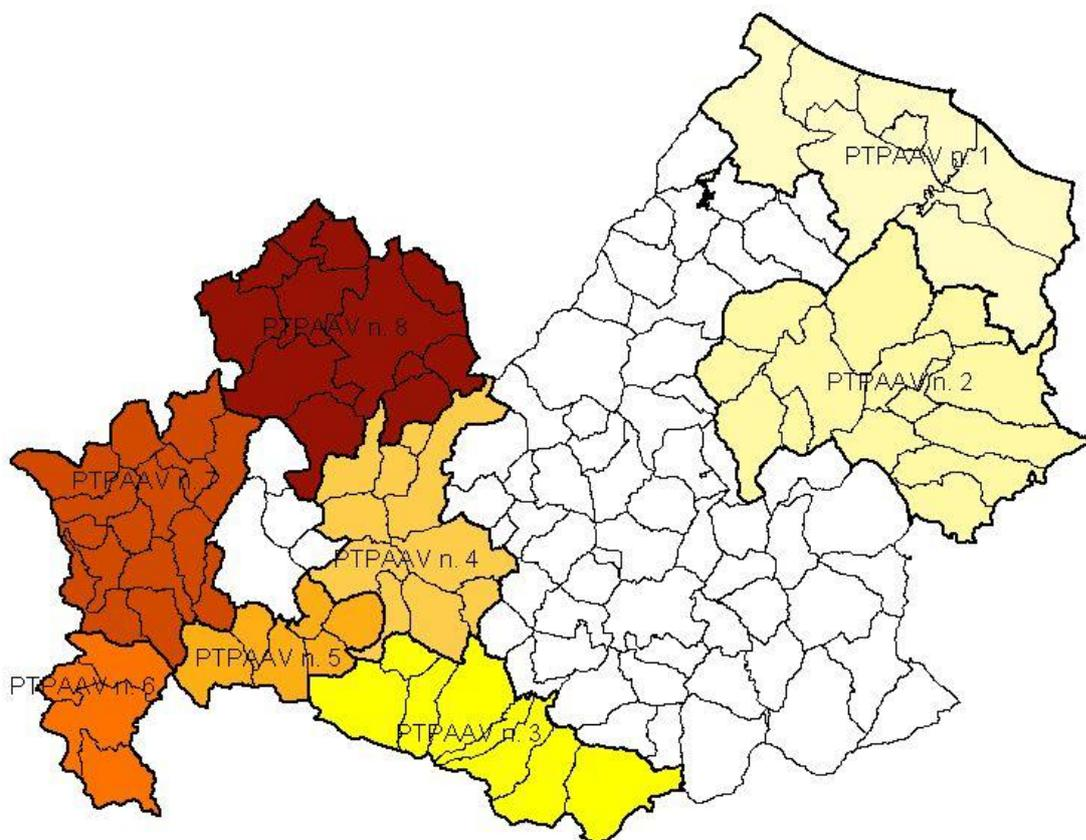 PTPAAV n. 1
PTPAAV n. 8
PTPAAV n. 2
PTPAAV n. 7
PTPAAV n. 4
PTPAAV n. 5
PTPAAV n. 6
PTPAAV n. 3